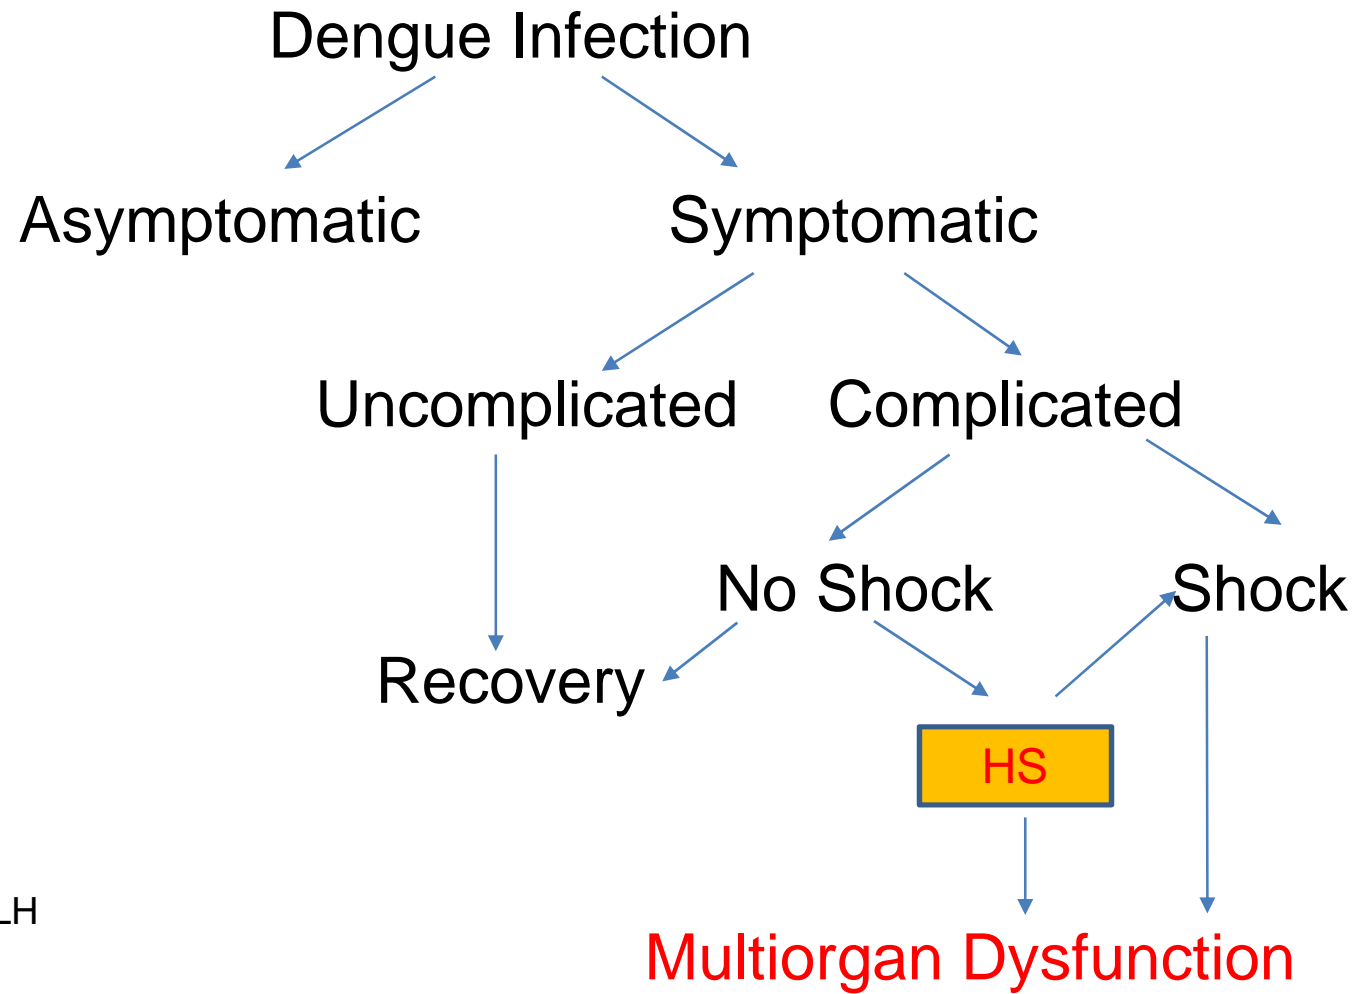 Dengue Infection
Asymptomatic Symptomatic
Uncomplicated Complicated
No Shock Shock
Recovery
HS
LH
Multiorgan Dysfunction